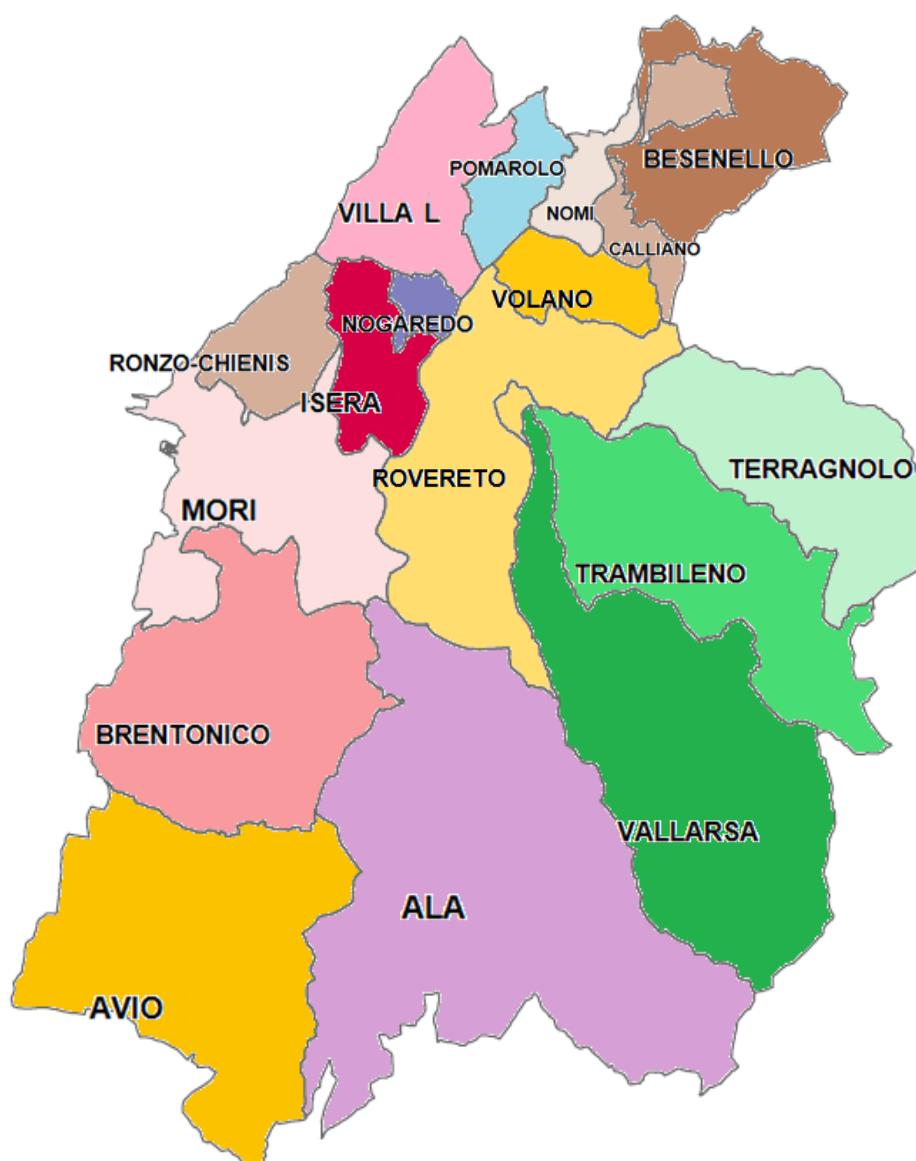 BESENELLO
POMAROLO
VILLA L
NOMI
CALLIANO
VOLANO
NOGAREDO
RONZO-CHIENIS
ISERA
ROVERETO
TERRAGNOLO
MORI
TRAMBILENO
BRENTONICO
VALLARSA
ALA
AVIO